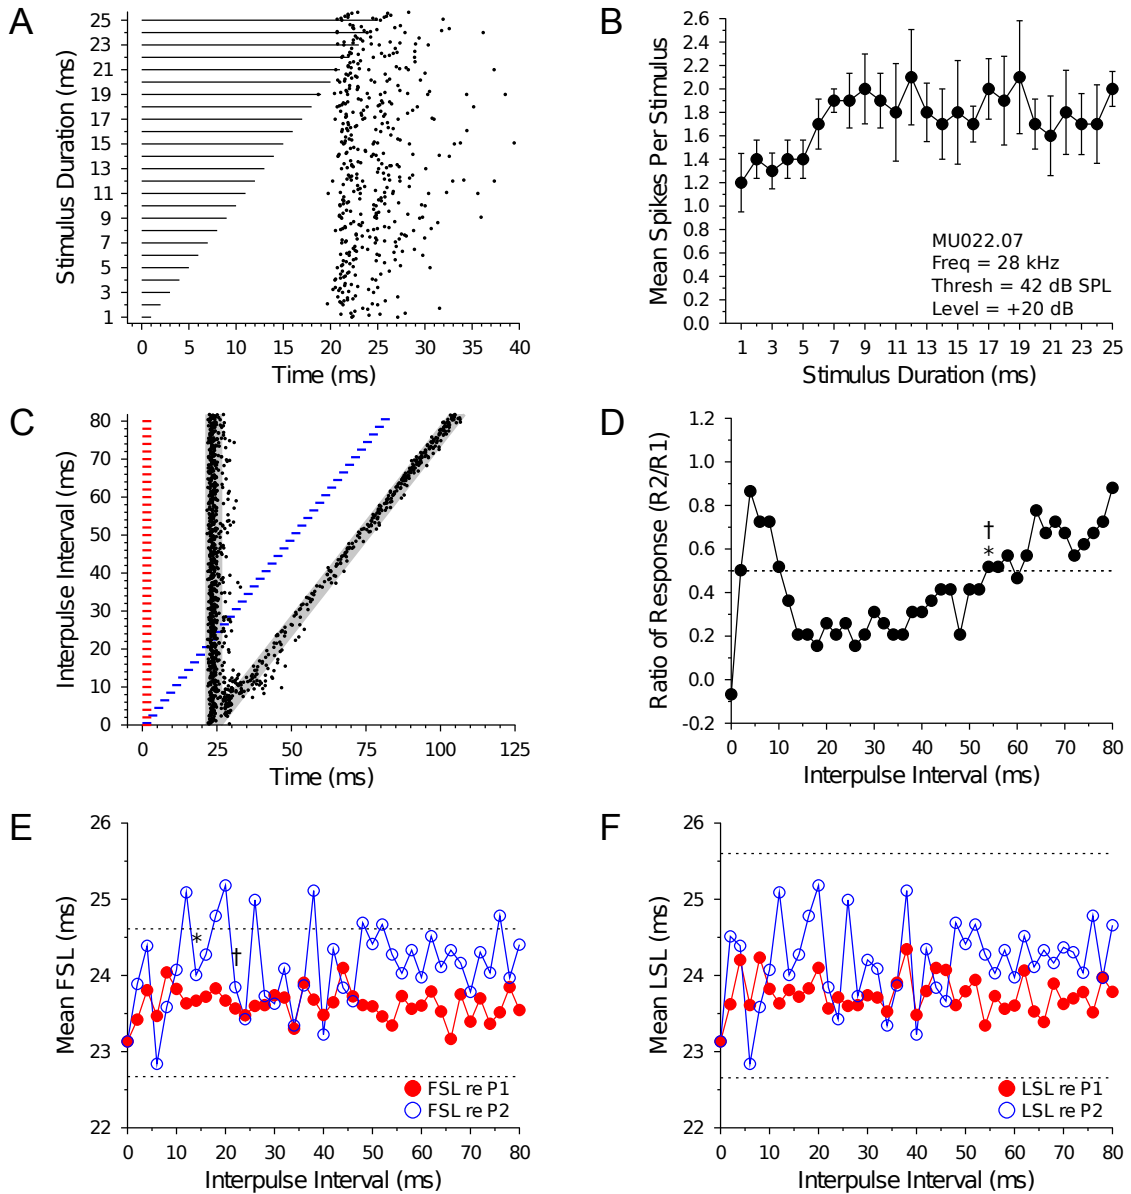 A
25
23
21
19
17
15
13
11
9
7
5
3
1
Stimulus Duration (ms)
0 5 10 15 20 25 30 35 40
Time (ms)
B
2.6
2.4
2.2
2.0
1.8
1.6
1.4
1.2
1.0
0.8
0.6
0.4
0.2
0.0
Mean Spikes Per Stimulus
MU022.07
Freq = 28 kHz
Thresh = 42 dB SPL
Level = +20 dB
1 3 5 7 9 11 13 15 17 19 21 23 25
Stimulus Duration (ms)
C
80
70
60
50
40
30
20
10
0
Interpulse Interval (ms)
0 25 50 75 100 125
Time (ms)
D
1.2
1.0
0.8
0.6
0.4
0.2
0.0
-0.2
Ratio of Response (R2/R1)
†
*
0 10 20 30 40 50 60 70 80
Interpulse Interval (ms)
E
26
25
24
23
22
Mean FSL (ms)
*
†
FSL re P1
FSL re P2
0 10 20 30 40 50 60 70 80
Interpulse Interval (ms)
F
26
25
24
23
22
Mean LSL (ms)
LSL re P1
LSL re P2
0 10 20 30 40 50 60 70 80
Interpulse Interval (ms)